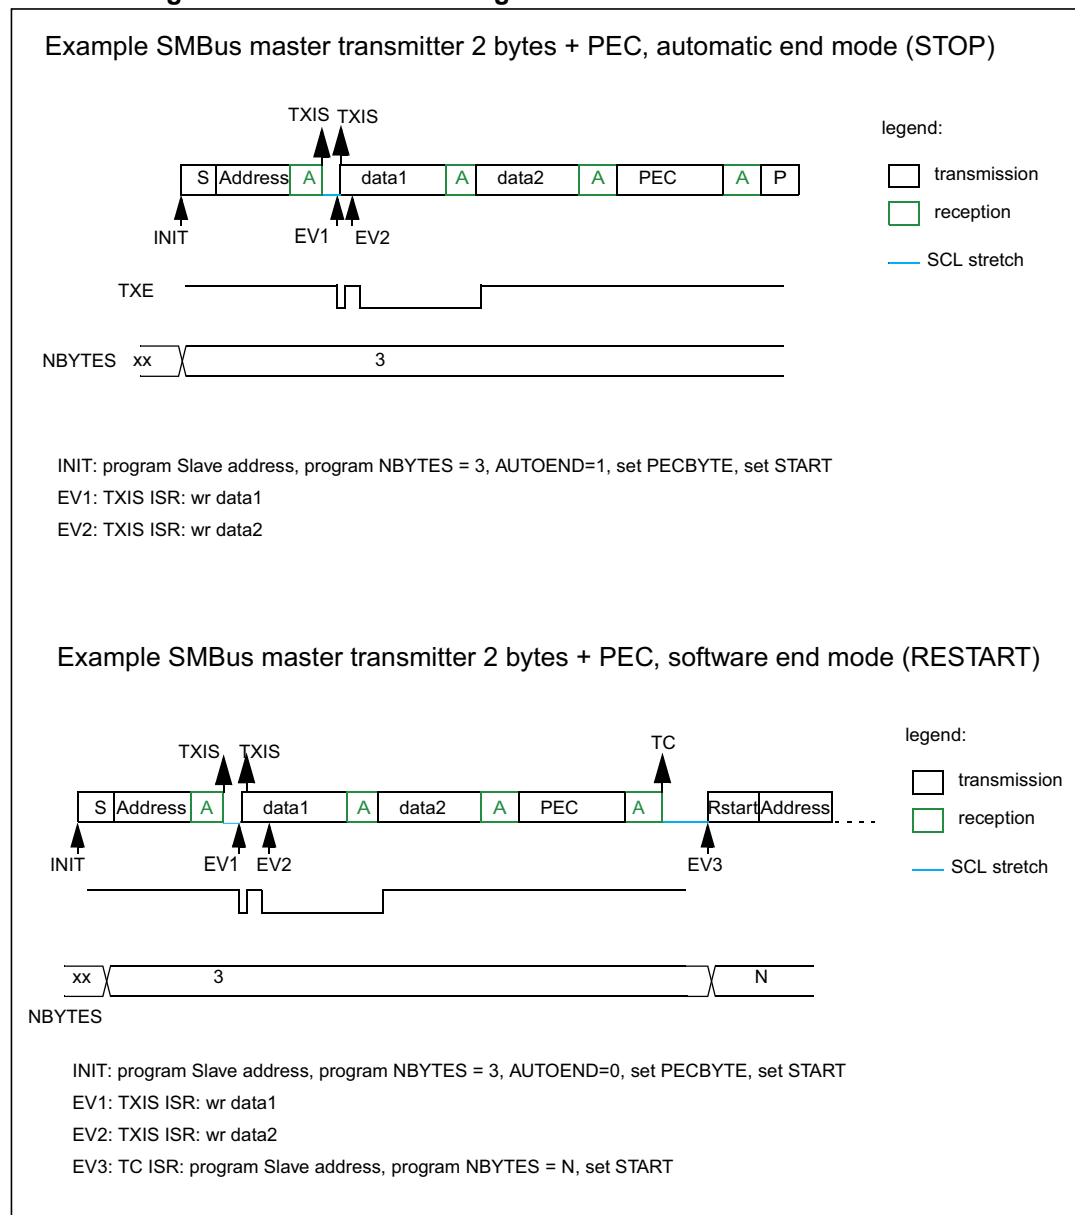 Example SMBus master transmitter 2 bytes + PEC, automatic end mode (STOP)
TXIS TXIS
legend:
S Address A data1 A data2 A PEC A P
transmission
reception
INIT EV1 EV2
SCL stretch
TXE
NBYTES xx 3
INIT: program Slave address, program NBYTES = 3, AUTOEND=1, set PECBYTE, set START
EV1: TXIS ISR: wr data1
EV2: TXIS ISR: wr data2
Example SMBus master transmitter 2 bytes + PEC, software end mode (RESTART)
TXIS TXIS TC
legend:
transmission
S Address A data1 A data2 A PEC A Rstart Address
reception
INIT EV1 EV2 EV3
SCL stretch
xx 3 N
NBYTES
INIT: program Slave address, program NBYTES = 3, AUTOEND=0, set PECBYTE, set START
EV1: TXIS ISR: wr data1
EV2: TXIS ISR: wr data2
EV3: TC ISR: program Slave address, program NBYTES = N, set START